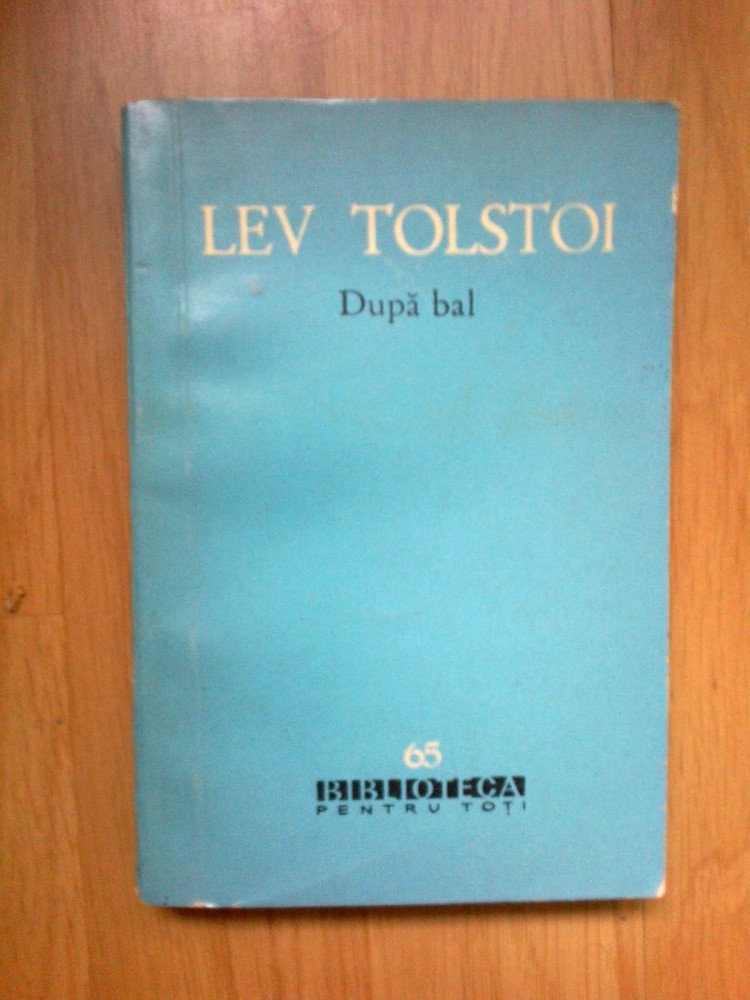 LEV TOLSTOI
După bal
65
BIBLIOTECA
PENTRU TOȚI